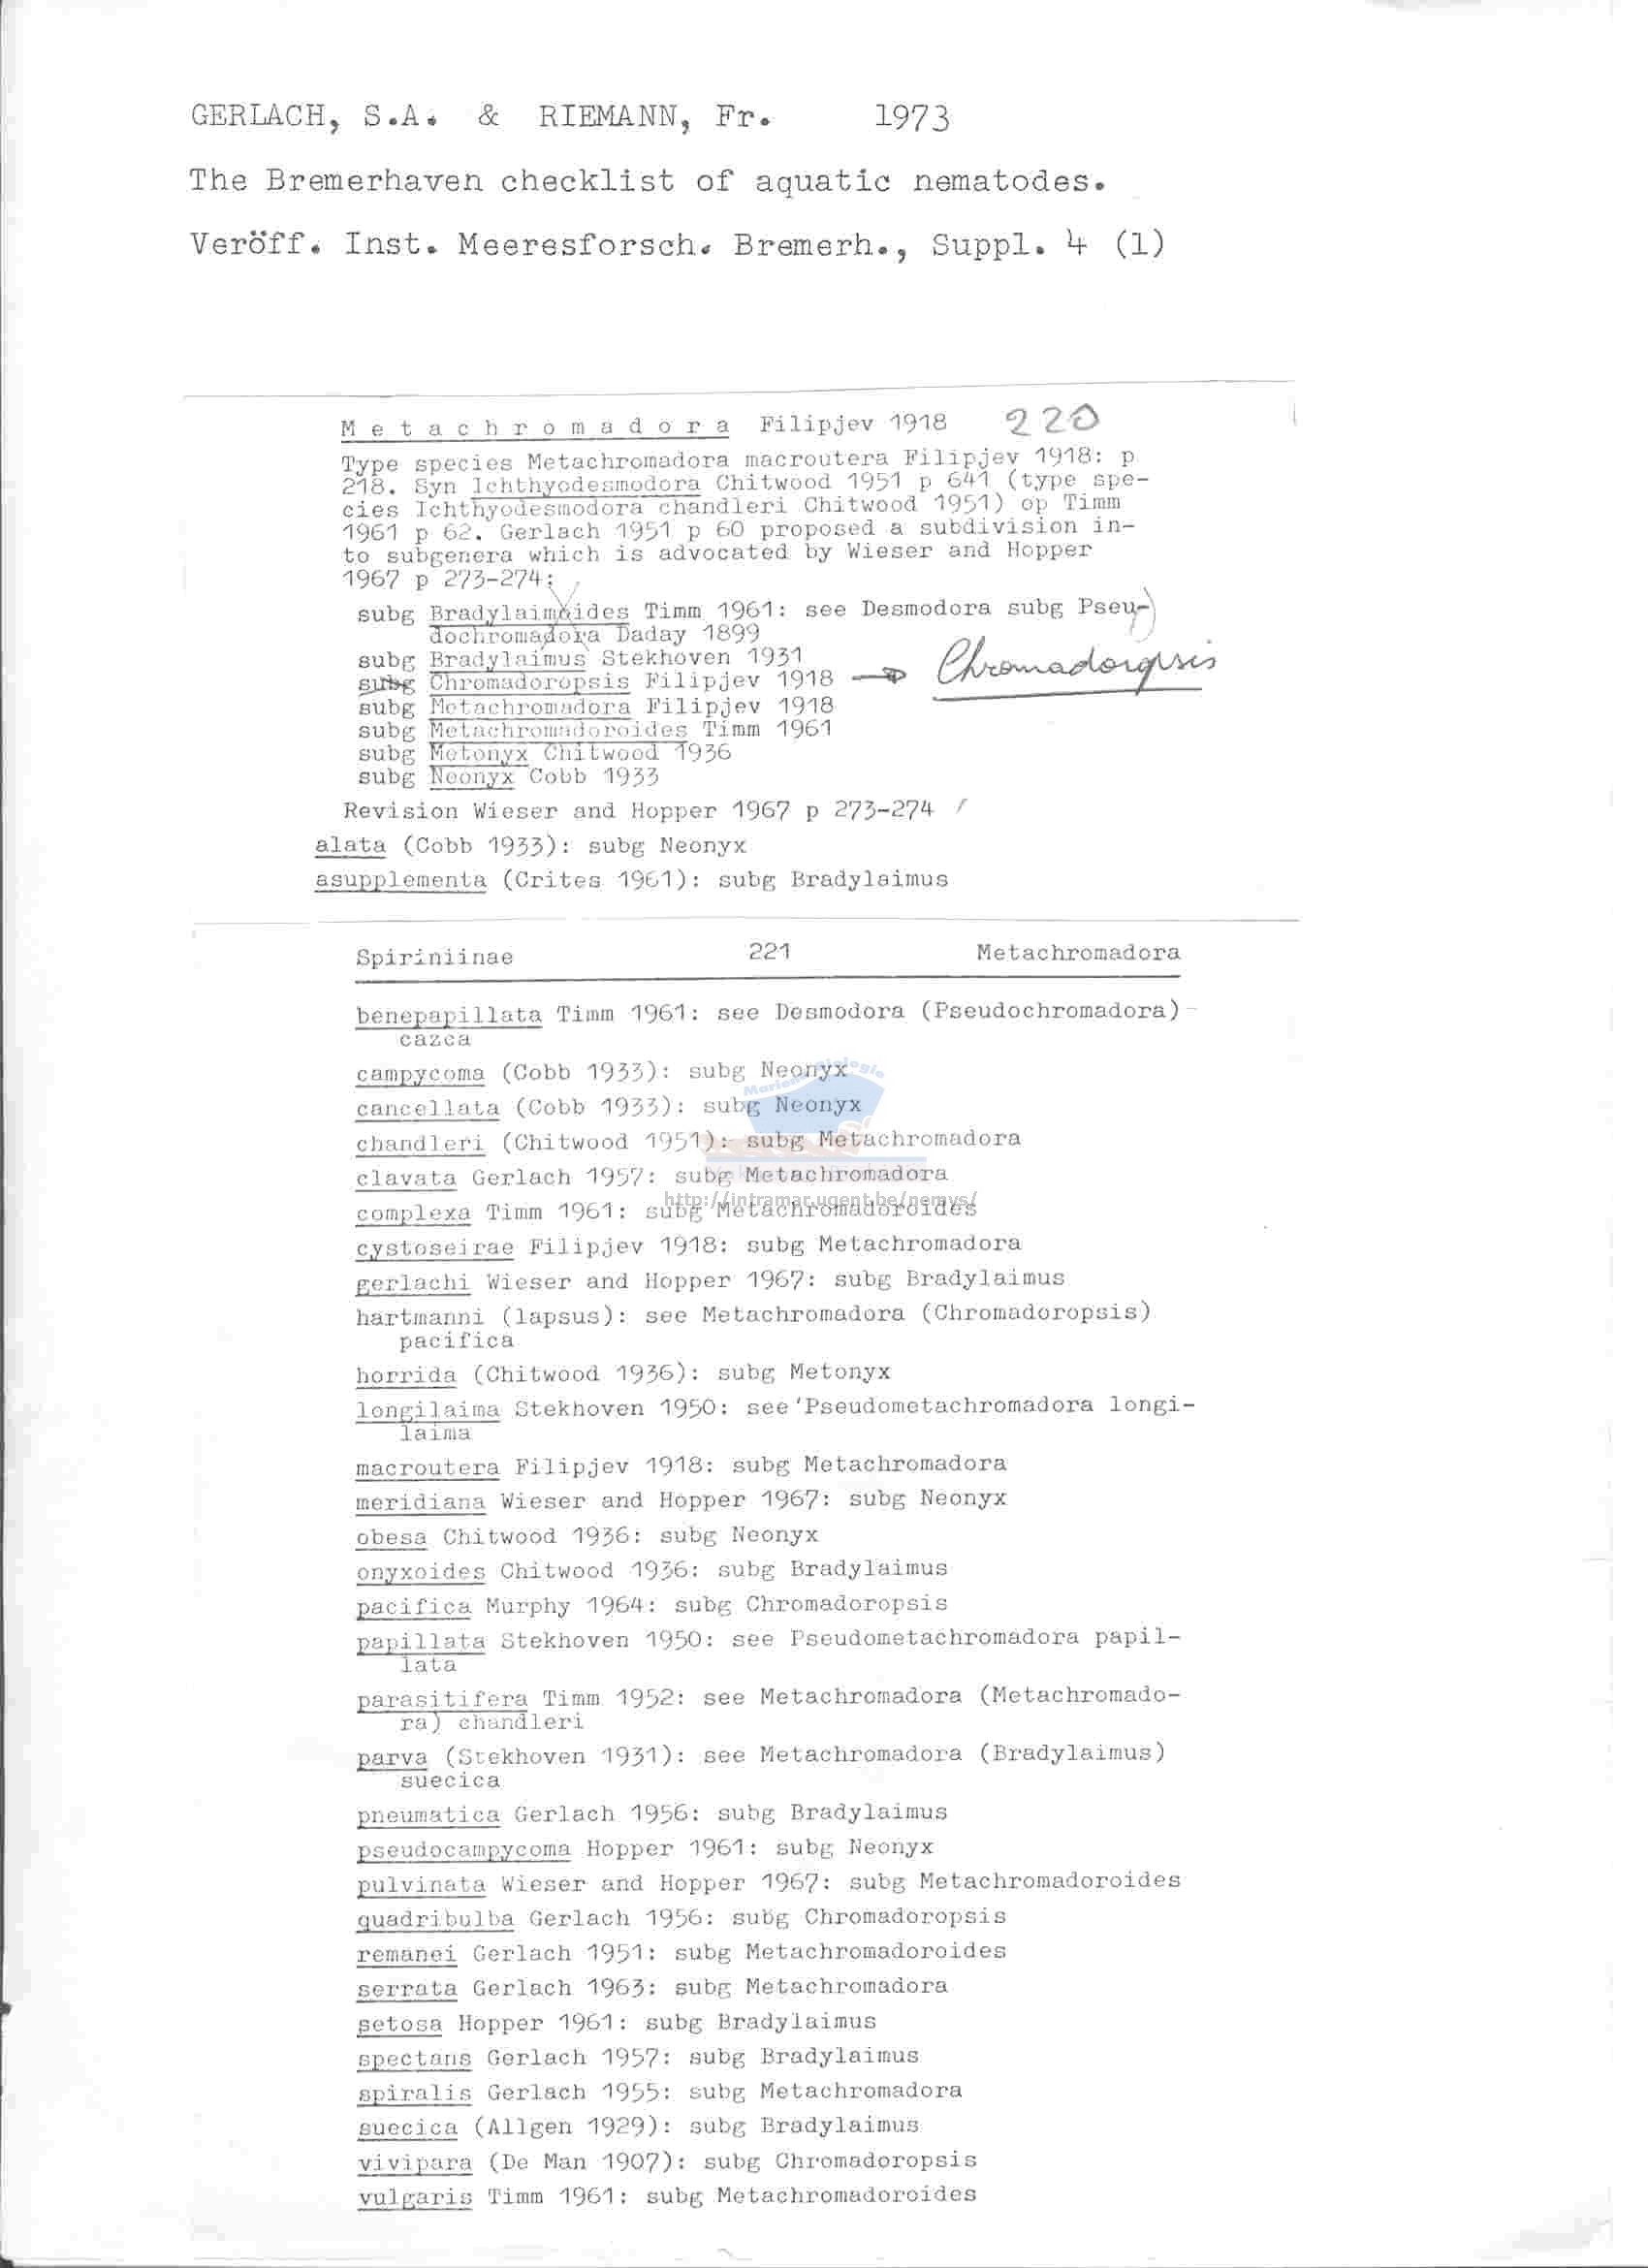 GERLACH, S.A. & RIEMANN, Fr. 1973
The Bremerhaven checklist of aquatic nematodes.
Veröff. Inst. Meeresforsch. Bremerh., Suppl. 4 (1)
Metachromadora Filipjev 1918 220
Type species Metachromadora macroutera Filipjev 1918: p
218. Syn Ichthyodesmodora Chitwood 1951 p 641 (type spe-
cies Ichthyodesmodora chandleri Chitwood 1951) op Timm
1961 p 62. Gerlach 1951 p 60 proposed a subdivision in-
to subgenera which is advocated by Wieser and Hopper
1967 p 273-274:
subg Bradylaimoides Timm 1961: see Desmodora subg Pseu-
dochromadora Daday 1899
subg Bradylaimus Stekhoven 1931
subg Chromadoropsis Filipjev 1918 → Chromadoropsis
subg Metachromadora Filipjev 1918
subg Metachromadoroides Timm 1961
subg Metonyx Chitwood 1936
subg Neonyx Cobb 1933
Revision Wieser and Hopper 1967 p 273-274
alata (Cobb 1933): subg Neonyx
asupplementa (Crites 1961): subg Bradylaimus
Spiriniinae 221 Metachromadora
benepapillata Timm 1961: see Desmodora (Pseudochromadora)
cazca
campycoma (Cobb 1933): subg Neonyx
cancellata (Cobb 1933): subg Neonyx
chandleri (Chitwood 1951): subg Metachromadora
clavata Gerlach 1957: subg Metachromadora
http://intramar.ugent.be/nemys/
complexa Timm 1961: subg Metachromadoroides
cystoseirae Filipjev 1918: subg Metachromadora
gerlachi Wieser and Hopper 1967: subg Bradylaimus
hartmanni (lapsus): see Metachromadora (Chromadoropsis)
pacifica
horrida (Chitwood 1936): subg Metonyx
longilaima Stekhoven 1950: see 'Pseudometachromadora longi-
laima
macroutera Filipjev 1918: subg Metachromadora
meridiana Wieser and Hopper 1967: subg Neonyx
obesa Chitwood 1936: subg Neonyx
onyxoides Chitwood 1936: subg Bradylaimus
pacifica Murphy 1964: subg Chromadoropsis
papillata Stekhoven 1950: see Pseudometachromadora papil-
lata
parasitifera Timm 1952: see Metachromadora (Metachromado-
ra) chandleri
parva (Stekhoven 1931): see Metachromadora (Bradylaimus)
suecica
pneumatica Gerlach 1956: subg Bradylaimus
pseudocampycoma Hopper 1961: subg Neonyx
pulvinata Wieser and Hopper 1967: subg Metachromadoroides
quadribulba Gerlach 1956: subg Chromadoropsis
remanei Gerlach 1951: subg Metachromadoroides
serrata Gerlach 1963: subg Metachromadora
setosa Hopper 1961: subg Bradylaimus
spectans Gerlach 1957: subg Bradylaimus
spiralis Gerlach 1955: subg Metachromadora
suecica (Allgen 1929): subg Bradylaimus
vivipara (De Man 1907): subg Chromadoropsis
vulgaris Timm 1961: subg Metachromadoroides